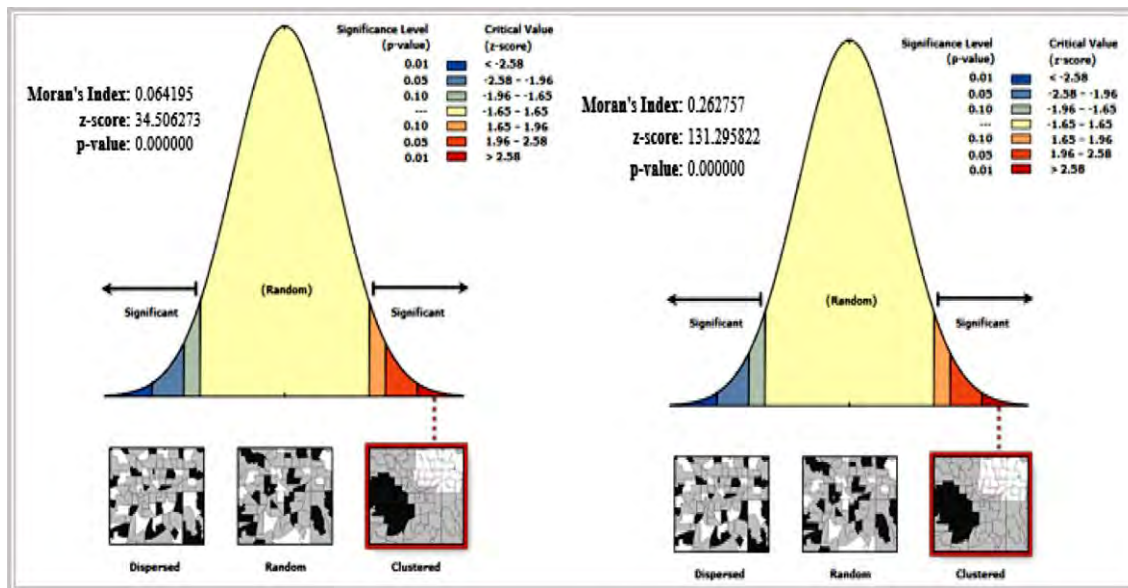 Significance Level Critical Value
(p-value) (z-score)
0.01 < -2.58
0.05 -2.58 - -1.96
0.10 -1.96 - -1.65
--- -1.65 - 1.65
0.10 1.65 - 1.96
0.05 1.96 - 2.58
0.01 > 2.58
Moran's Index: 0.064195
z-score: 34.506273
p-value: 0.000000
(Random)
Significant
Significant
Dispersed
Random
Clustered
Significance Level Critical Value
(p-value) (z-score)
0.01 < -2.58
0.05 -2.58 - -1.96
0.10 -1.96 - -1.65
--- -1.65 - 1.65
0.10 1.65 - 1.96
0.05 1.96 - 2.58
0.01 > 2.58
Moran's Index: 0.262757
z-score: 131.295822
p-value: 0.000000
(Random)
Significant
Significant
Dispersed
Random
Clustered